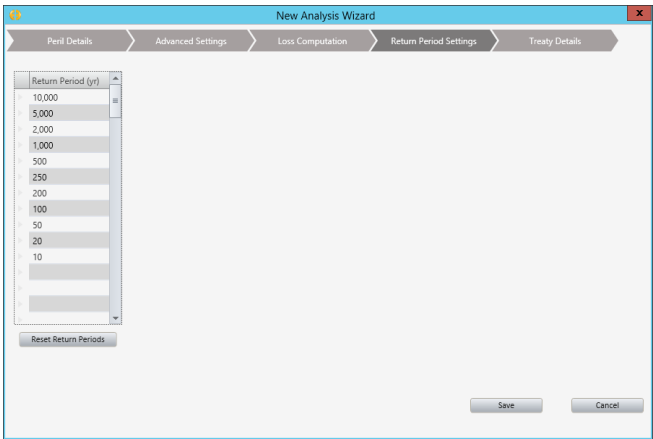 New Analysis Wizard
x
Peril Details
Advanced Settings
Loss Computation
Return Period Settings
Treaty Details
Return Period (yr)
10,000
5,000
2,000
1,000
500
250
200
100
50
20
10
Reset Return Periods
Save
Cancel